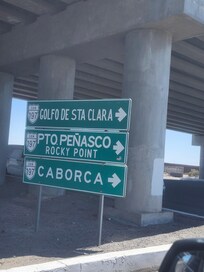 GOLFO DE STA CLARA
PTO PEÑASCO
ROCKY POINT
CABORCA